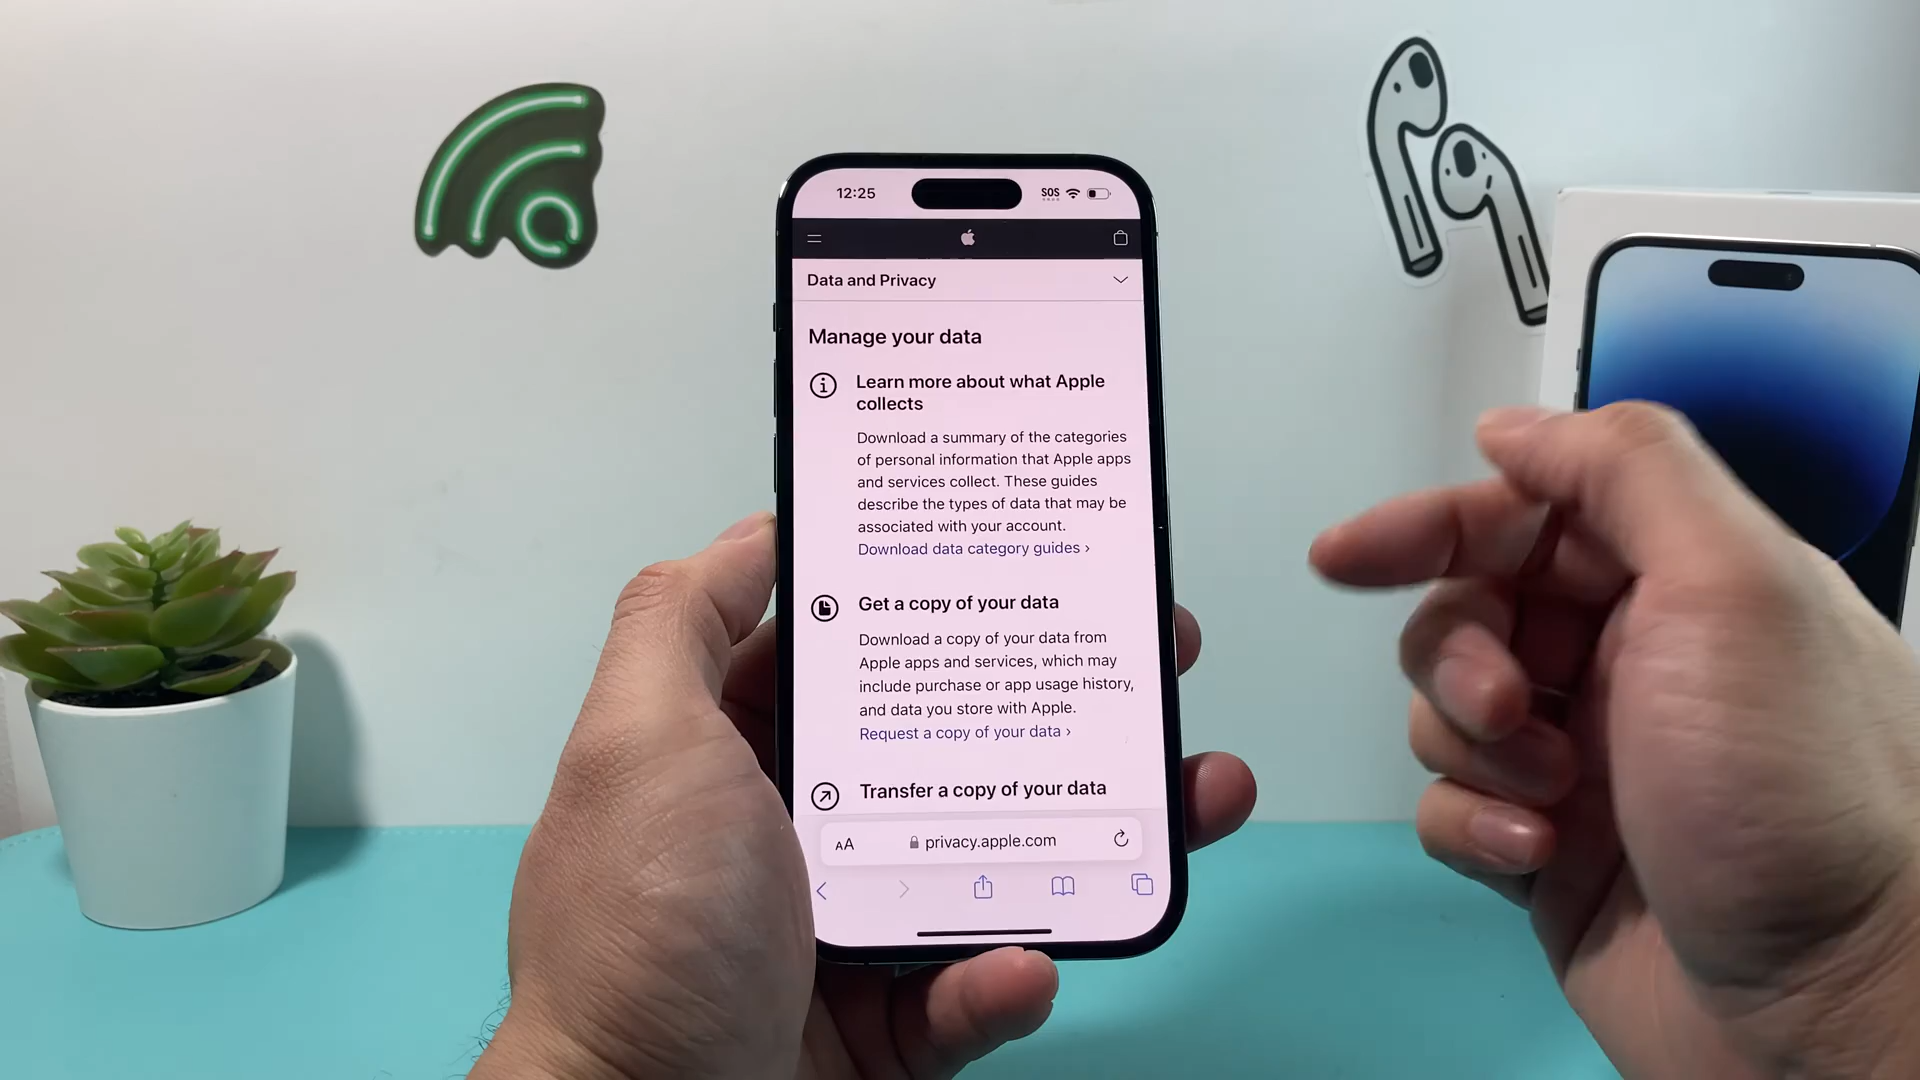 12:25
SOS
Data and Privacy
Manage your data
Learn more about what Apple
collects
Download a summary of the categories
of personal information that Apple apps
and services collect. These guides
describe the types of data that may be
associated with your account.
Download data category guides ›
Get a copy of your data
Download a copy of your data from
Apple apps and services, which may
include purchase or app usage history,
and data you store with Apple.
Request a copy of your data ›
Transfer a copy of your data
AA privacy.apple.com